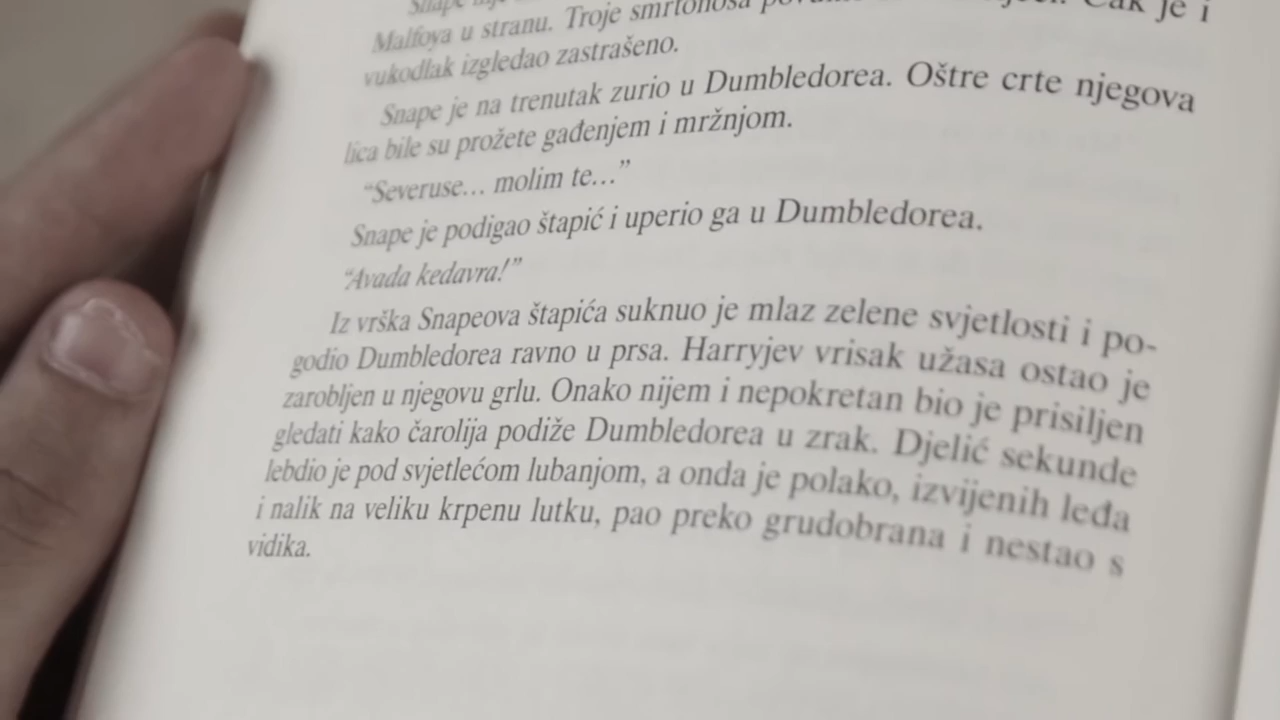 Snape
Malfoya u stranu. Troje smrtonoša Čak je i
vukodlak izgledao zastrašeno.
Snape je na trenutak zurio u Dumbledorea. Oštre crte njegova
lica bile su prožete gađenjem i mržnjom.
“Severuse... molim te...”
Snape je podigao štapić i uperio ga u Dumbledorea.
“Avada kedavra!”
Iz vrška Snapeova štapića suknuo je mlaz zelene svjetlosti i po-
godio Dumbledorea ravno u prsa. Harryjev vrisak užasa ostao je
zarobljen u njegovu grlu. Onako nijem i nepokretan bio je prisiljen
gledati kako čarolija podiže Dumbledorea u zrak. Djelić sekunde
lebdio je pod svjetlećom lubanjom, a onda je polako, izvijenih leđa
i nalik na veliku krpenu lutku, pao preko grudobrana i nestao s
vidika.